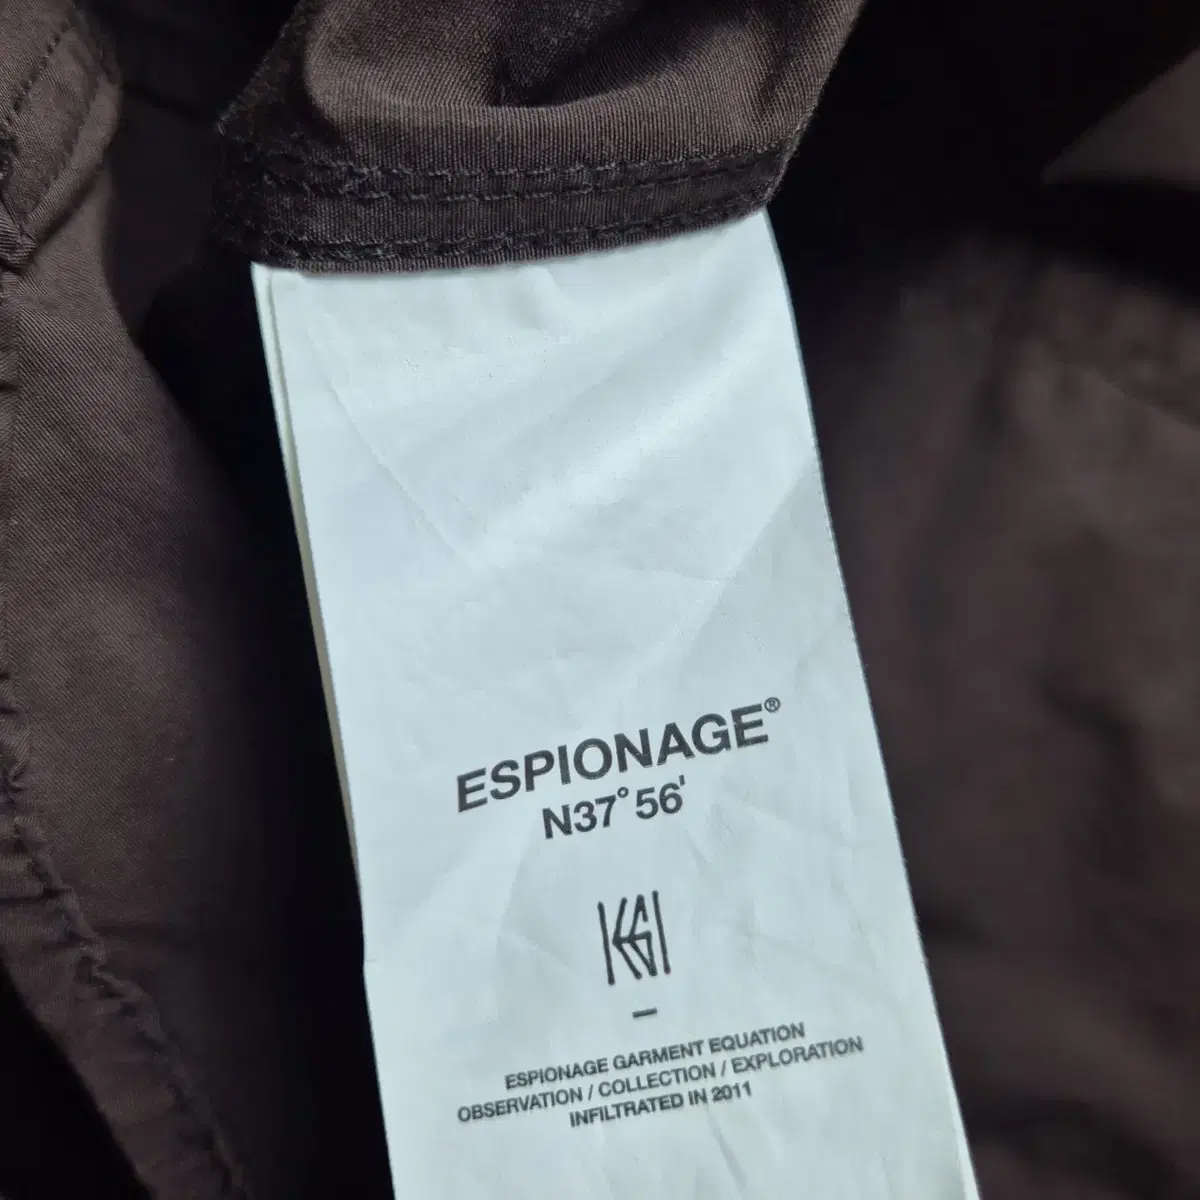 ESPIONAGE®
N37°56'
ESPIONAGE GARMENT EQUATION
OBSERVATION / COLLECTION / EXPLORATION
INFILTRATED IN 2011